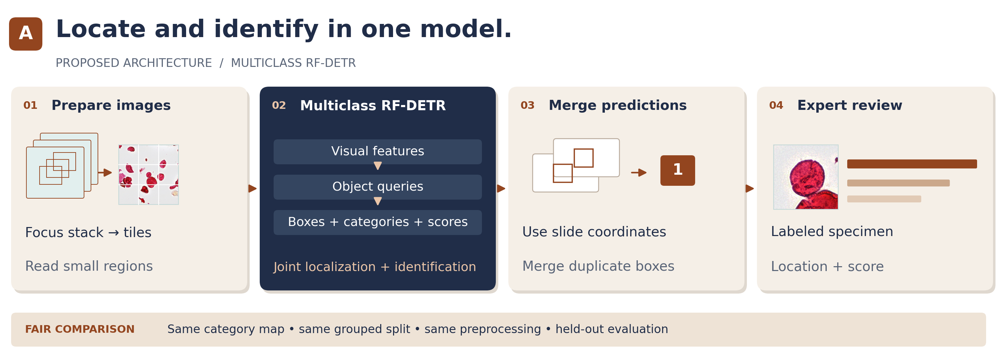 A
Locate and identify in one model.
PROPOSED ARCHITECTURE / MULTICLASS RF-DETR
01 Prepare images
Focus stack → tiles
Read small regions
02 Multiclass RF-DETR
Visual features
Object queries
Boxes + categories + scores
Joint localization + identification
03 Merge predictions
1
Use slide coordinates
Merge duplicate boxes
04 Expert review
Labeled specimen
Location + score
FAIR COMPARISON Same category map • same grouped split • same preprocessing • held-out evaluation